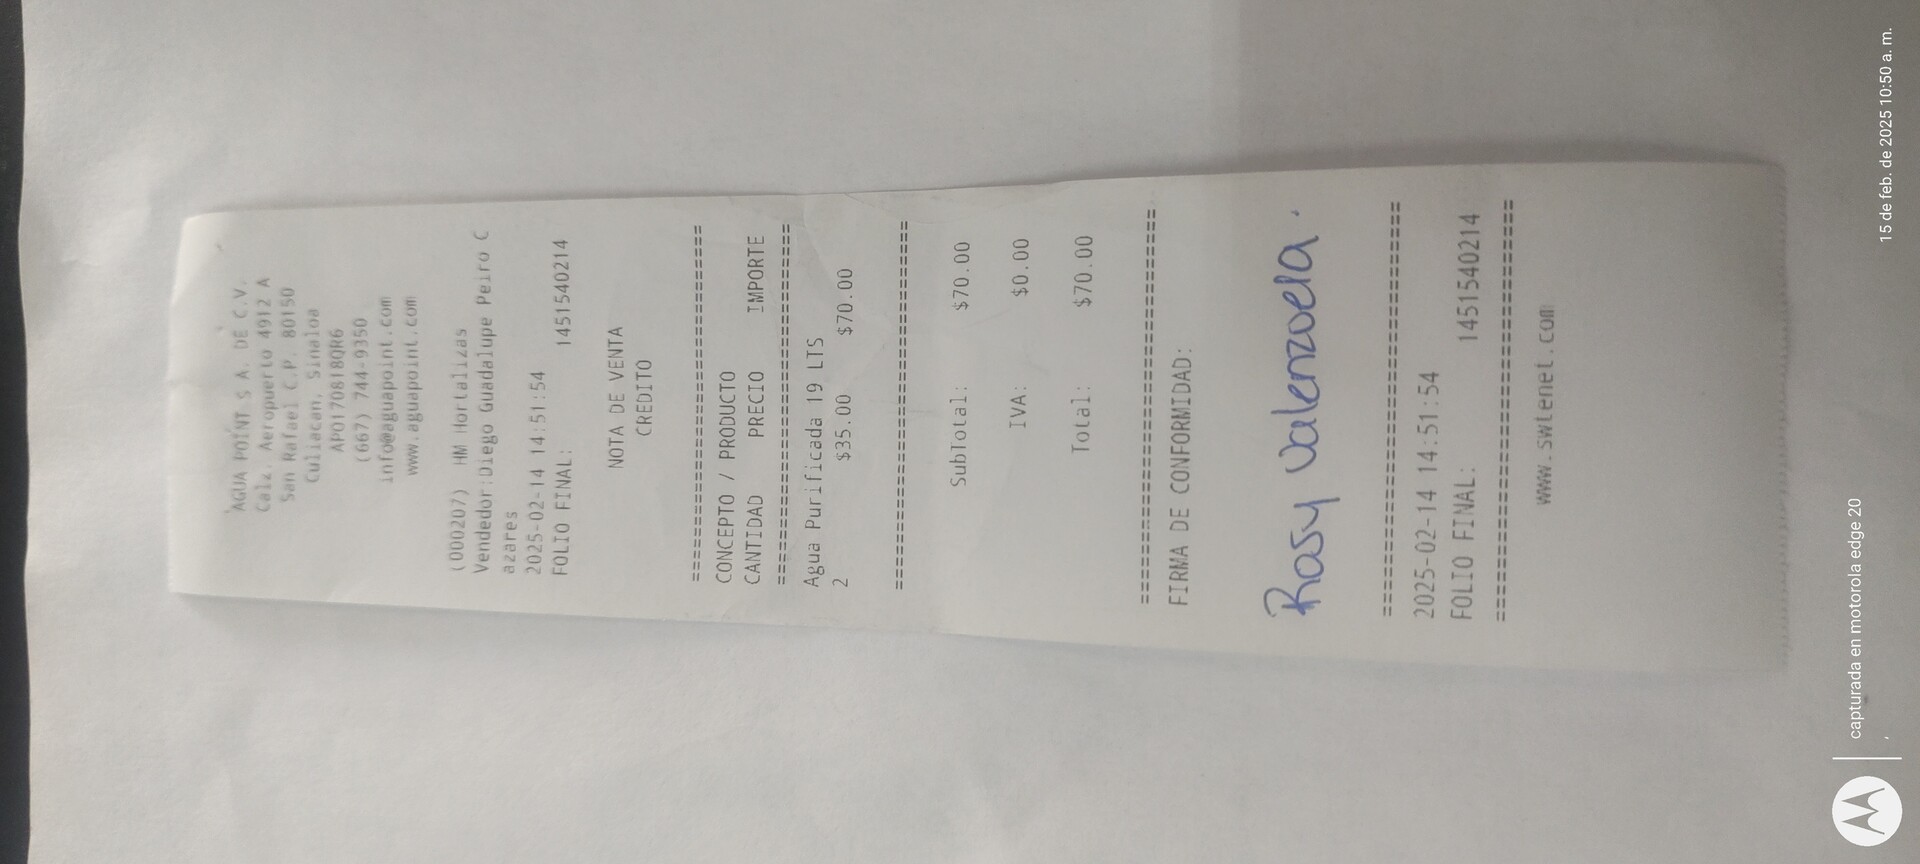 AGUA POINT S A. DE C.V.
Calz. Aeropuerto 4912 A
San Rafael C.P. 80150
Culiacan, Sinaloa
APO170818QR6
(667) 744-9350
info@aguapoint.com
www.aguapoint.com
(000207) HM Hortalizas
Vendedor:Diego Guadalupe Peiro C
azares
2025-02-14 14:51:54
FOLIO FINAL: 1451540214
NOTA DE VENTA
CREDITO
================================
CONCEPTO / PRODUCTO
CANTIDAD PRECIO IMPORTE
================================
Agua Purificada 19 LTS
2 $35.00 $70.00
================================
SubTotal: $70.00
IVA: $0.00
Total: $70.00
================================
FIRMA DE CONFORMIDAD:
Rosy Valenzoela.
================================
2025-02-14 14:51:54
FOLIO FINAL: 1451540214
================================
www.swtenet.com
capturada en motorola edge 20
15 de feb. de 2025 10:50 a. m.